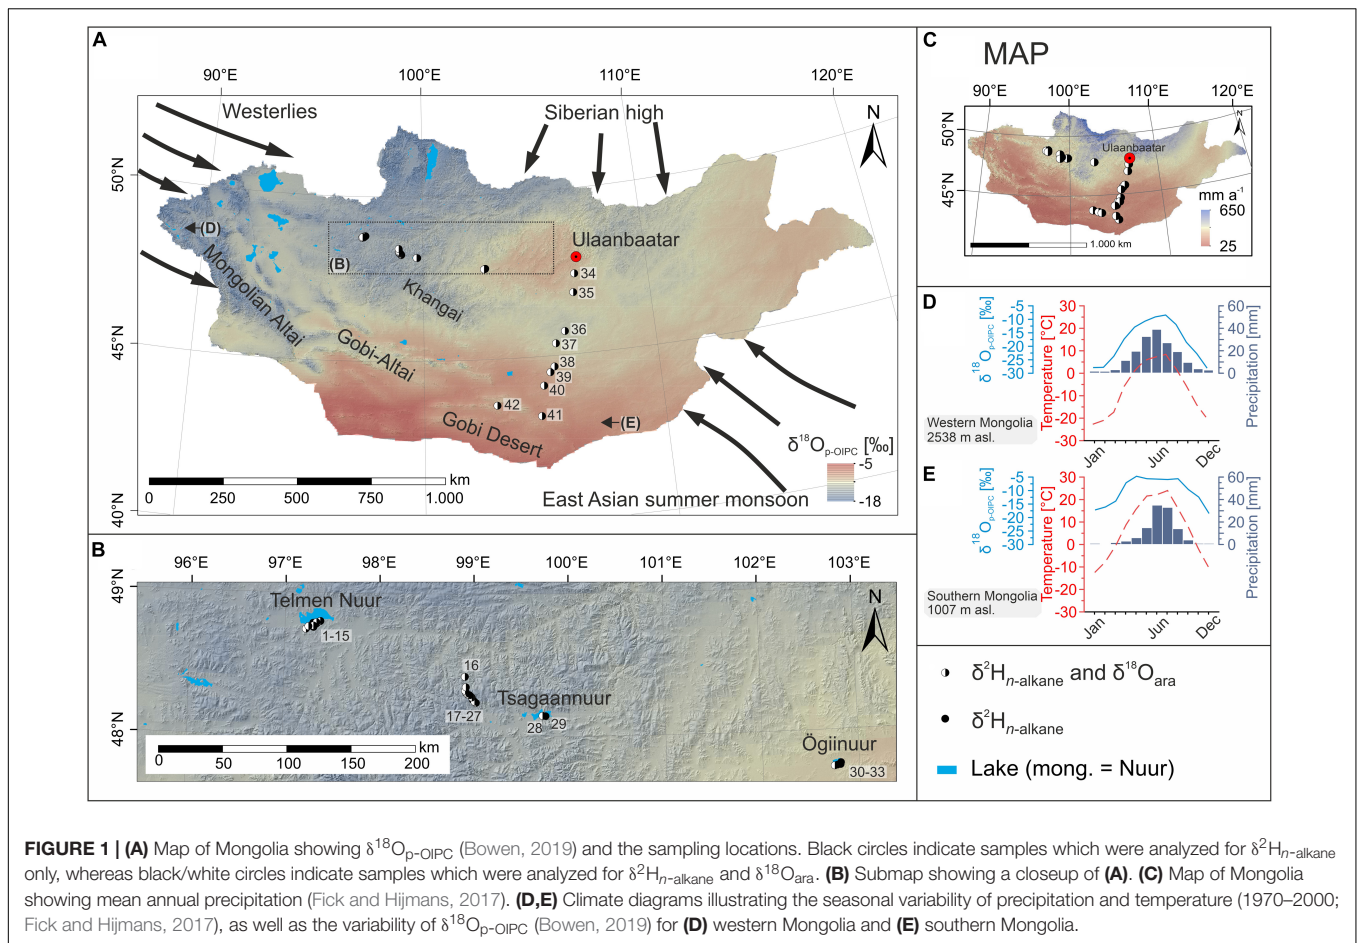 A
90°E
100°E
110°E
120°E
Westerlies
Siberian high
N
50°N
45°N
40°N
(D)
(B)
Ulaanbaatar
34
35
36
37
38
39
40
41
42
Mongolian Altai
Khangai
Gobi-Altai
Gobi Desert
(E)
δ18Op-OIPC [‰]
-5
-18
km
0
250
500
750
1.000
East Asian summer monsoon
B
96°E
97°E
98°E
99°E
100°E
102°E
103°E
49°N
48°N
Telmen Nuur
1-15
N
16
17-27
Tsagaannuur
28
29
Ögiinuur
30-33
km
0
50
100
150
200
C
MAP
90°E
100°E
110°E
120°E
50°N
45°N
N
Ulaanbaatar
mm a-1
650
25
1.000 km
D
δ18Op-OIPC [‰]
-5
-10
-15
-20
-25
-30
Temperature [°C]
30
20
10
0
-10
-20
-30
Precipitation [mm]
60
40
20
0
Western Mongolia
2538 m asl.
Jan
Jun
Dec
E
δ18Op-OIPC [‰]
-5
-10
-15
-20
-25
-30
Temperature [°C]
30
20
10
0
-10
-20
-30
Precipitation [mm]
60
40
20
0
Southern Mongolia
1007 m asl.
Jan
Jun
Dec
δ2Hn-alkane and δ18Oara
δ2Hn-alkane
Lake (mong. = Nuur)
FIGURE 1 | (A) Map of Mongolia showing δ18Op-OIPC (Bowen, 2019) and the sampling locations. Black circles indicate samples which were analyzed for δ2Hn-alkane
only, whereas black/white circles indicate samples which were analyzed for δ2Hn-alkane and δ18Oara. (B) Submap showing a closeup of (A). (C) Map of Mongolia
showing mean annual precipitation (Fick and Hijmans, 2017). (D,E) Climate diagrams illustrating the seasonal variability of precipitation and temperature (1970–2000;
Fick and Hijmans, 2017), as well as the variability of δ18Op-OIPC (Bowen, 2019) for (D) western Mongolia and (E) southern Mongolia.